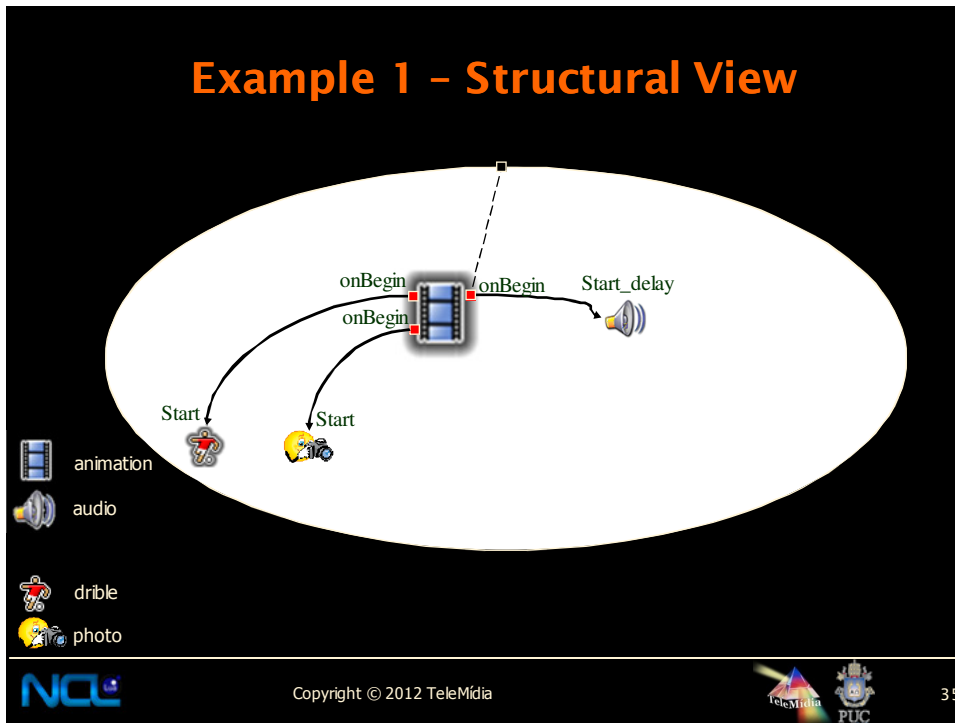 Example 1 – Structural View
onBegin
onBegin
Start_delay
onBegin
Start
Start
animation
audio
drible
photo
NCL
Copyright © 2012 TeleMídia
TeleMídia
PUC
35